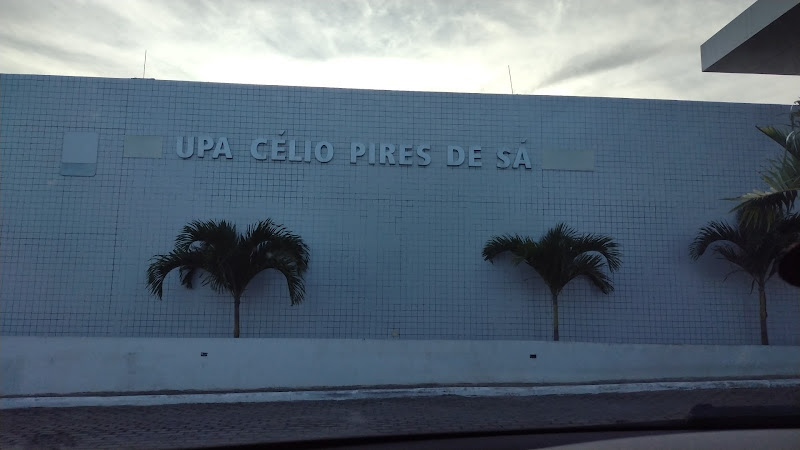 UPA CÉLIO PIRES DE SÁ